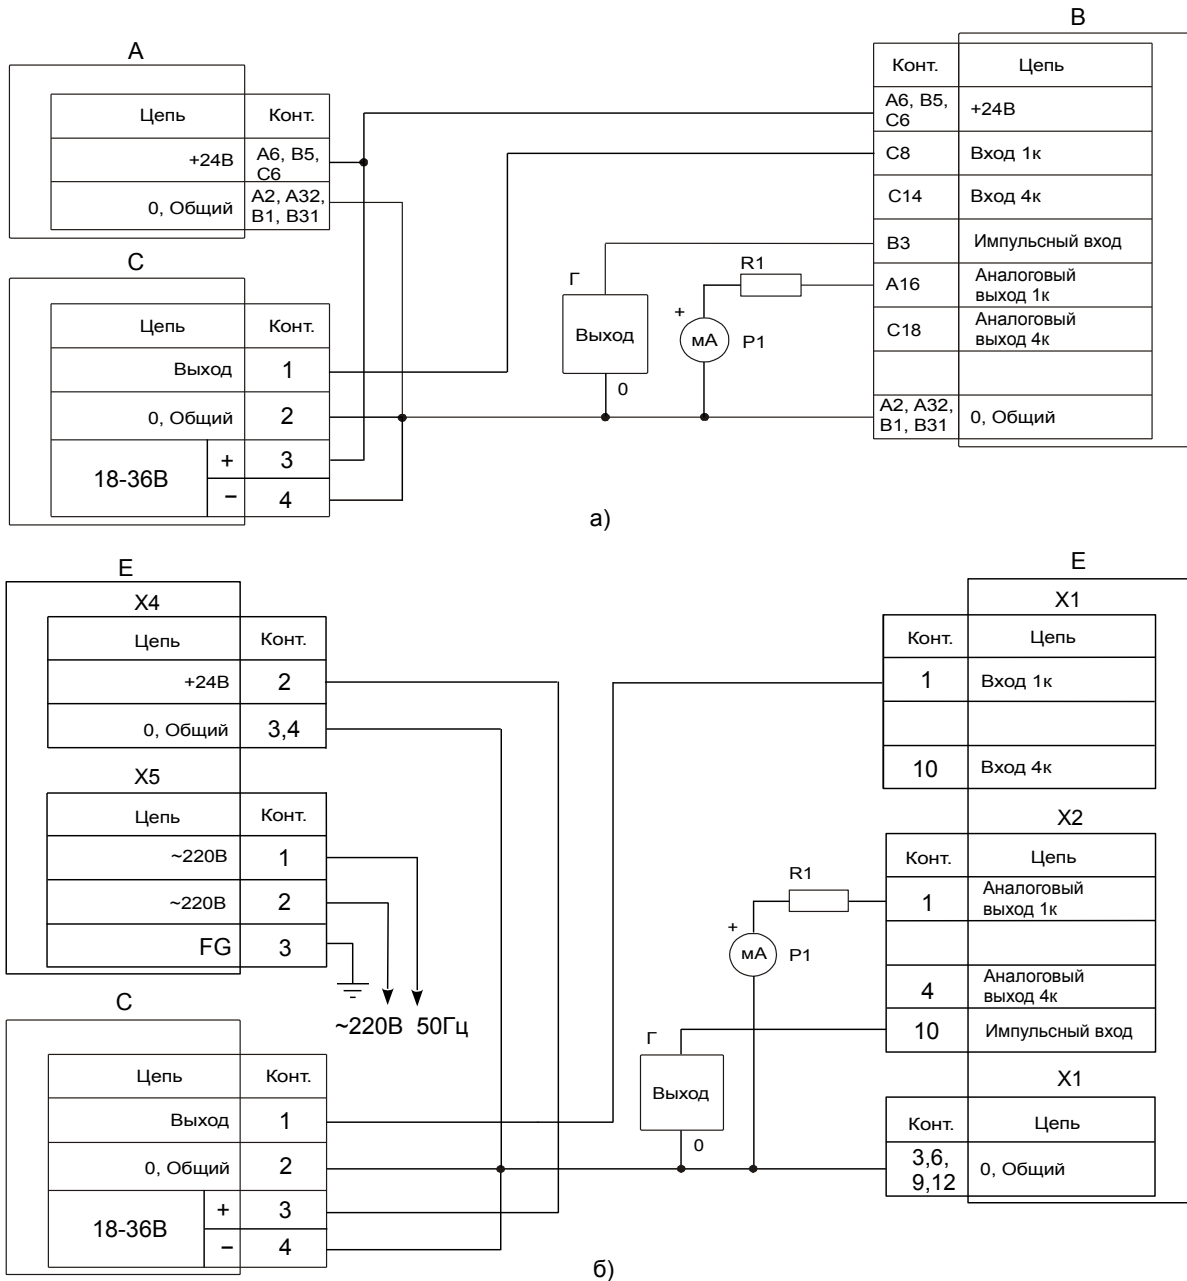 А
Цепь Конт.
+24В А6, В5,
С6
0, Общий А2, А32,
В1, В31
С
Цепь Конт.
Выход 1
0, Общий 2
18-36В + 3
− 4
В
Конт. Цепь
А6, В5,
С6 +24В
С8 Вход 1к
С14 Вход 4к
В3 Импульсный вход
А16 Аналоговый
выход 1к
С18 Аналоговый
выход 4к
А2, А32,
В1, В31 0, Общий
Г
Выход
0
R1
+
мА Р1
а)
Е
Х4
Цепь Конт.
+24В 2
0, Общий 3,4
Х5
Цепь Конт.
~220В 1
~220В 2
FG 3
~220В 50Гц
С
Цепь Конт.
Выход 1
0, Общий 2
18-36В + 3
− 4
Е
Х1
Конт. Цепь
1 Вход 1к
10 Вход 4к
Х2
Конт. Цепь
1 Аналоговый
выход 1к
4 Аналоговый
выход 4к
10 Импульсный вход
Х1
Конт. Цепь
3,6,
9,12 0, Общий
R1
+
мА Р1
Г
Выход
0
б)